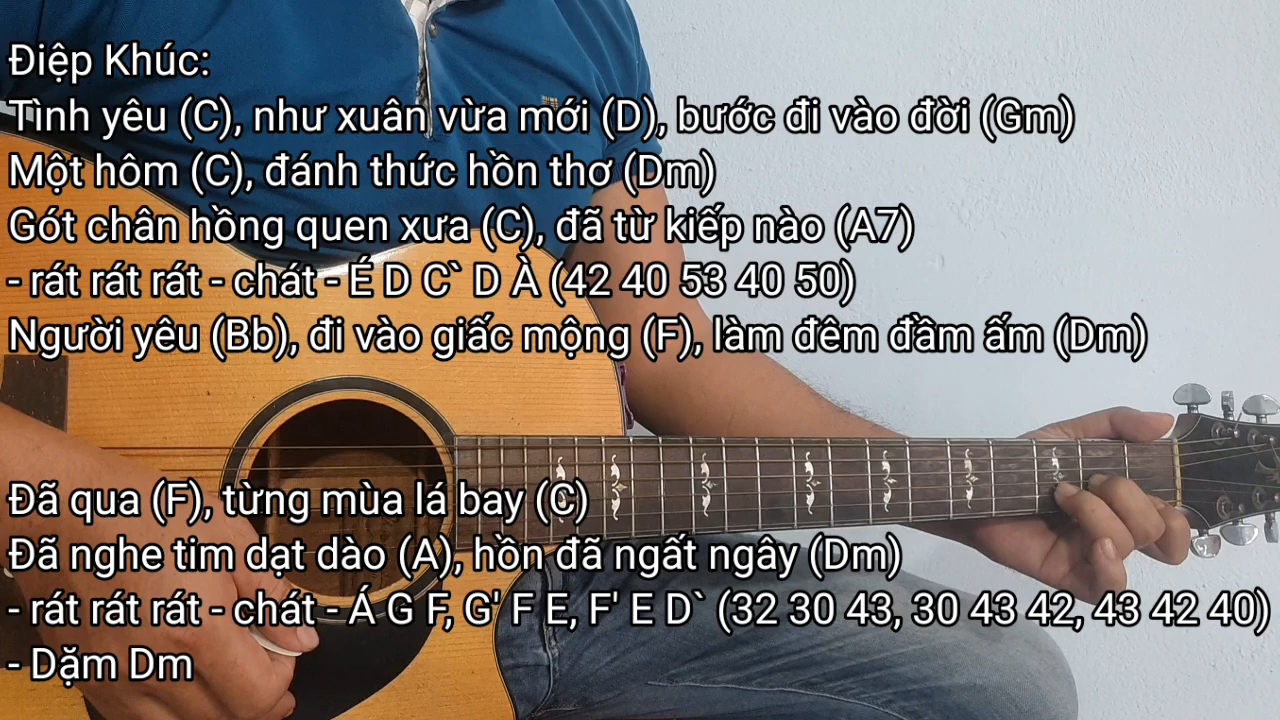 Điệp Khúc:
Tình yêu (C), như xuân vừa mới (D), bước đi vào đời (Gm)
Một hôm (C), đánh thức hồn thơ (Dm)
Gót chân hồng quen xưa (C), đã từ kiếp nào (A7)
- rát rát rát - chát - É D C` D À (42 40 53 40 50)
Người yêu (Bb), đi vào giấc mộng (F), làm đêm đầm ấm (Dm)
Đã qua (F), từng mùa lá bay (C)
Đã nghe tim dạt dào (A), hồn đã ngất ngây (Dm)
- rát rát rát - chát - Á G F, G' F E, F' E D` (32 30 43, 30 43 42, 43 42 40)
- Dặm Dm